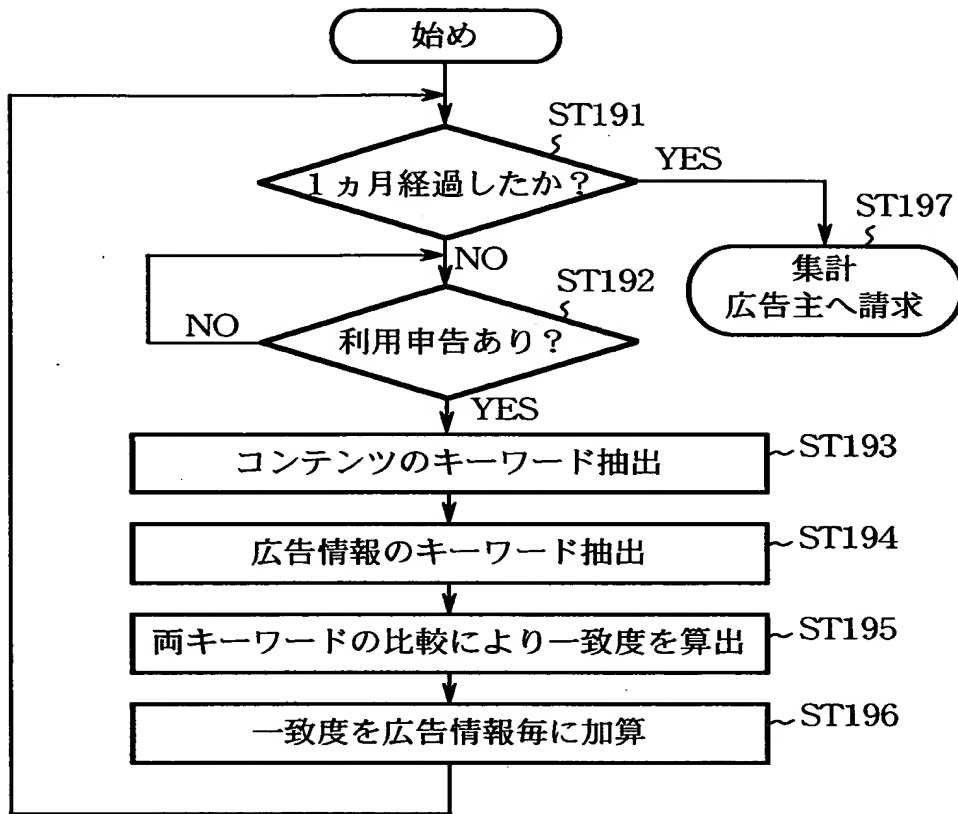 始め
ST191
1ヵ月経過したか?
YES
ST197
集計
広告主へ請求
NO
ST192
利用申告あり?
NO
YES
コンテンツのキーワード抽出
ST193
広告情報のキーワード抽出
ST194
両キーワードの比較により一致度を算出
ST195
一致度を広告情報毎に加算
ST196